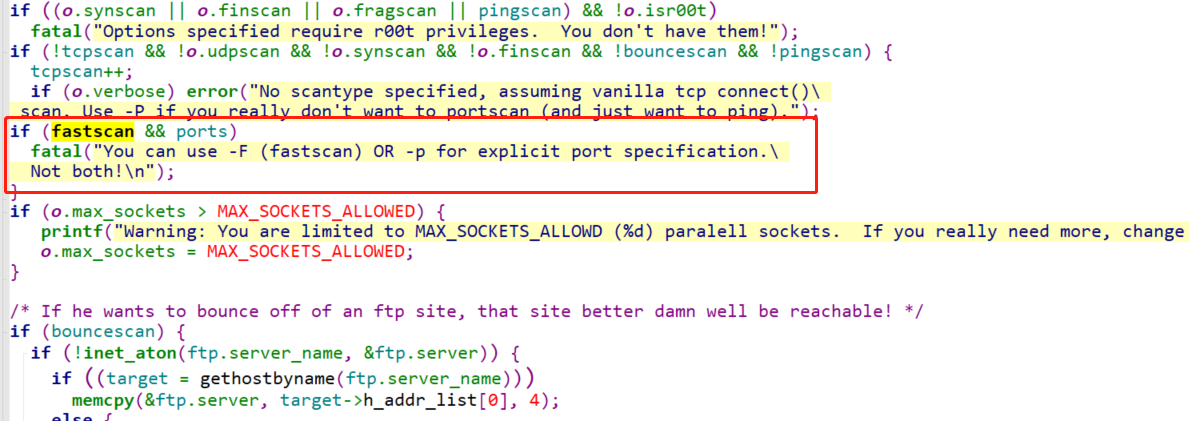 if ((o.synscan || o.finscan || o.fragscan || pingscan) && !o.isr00t)
fatal("Options specified require r00t privileges.  You don't have them!");
if (!tcpscan && !o.udpscan && !o.synscan && !o.finscan && !bouncescan && !pingscan) {
tcpscan++;
if (o.verbose) error("No scantype specified, assuming vanilla tcp connect()\
scan. Use -P if you really don't want to portscan (and just want to ping).");
if (fastscan && ports)
fatal("You can use -F (fastscan) OR -p for explicit port specification.\
Not both!\n");
}
if (o.max_sockets > MAX_SOCKETS_ALLOWED) {
printf("Warning: You are limited to MAX_SOCKETS_ALLOWD (%d) paralell sockets.  If you really need more, change
o.max_sockets = MAX_SOCKETS_ALLOWED;
}
/* If he wants to bounce off of an ftp site, that site better damn well be reachable! */
if (bouncescan) {
if (!inet_aton(ftp.server_name, &ftp.server)) {
if ((target = gethostbyname(ftp.server_name)))
memcpy(&ftp.server, target->h_addr_list[0], 4);
else {